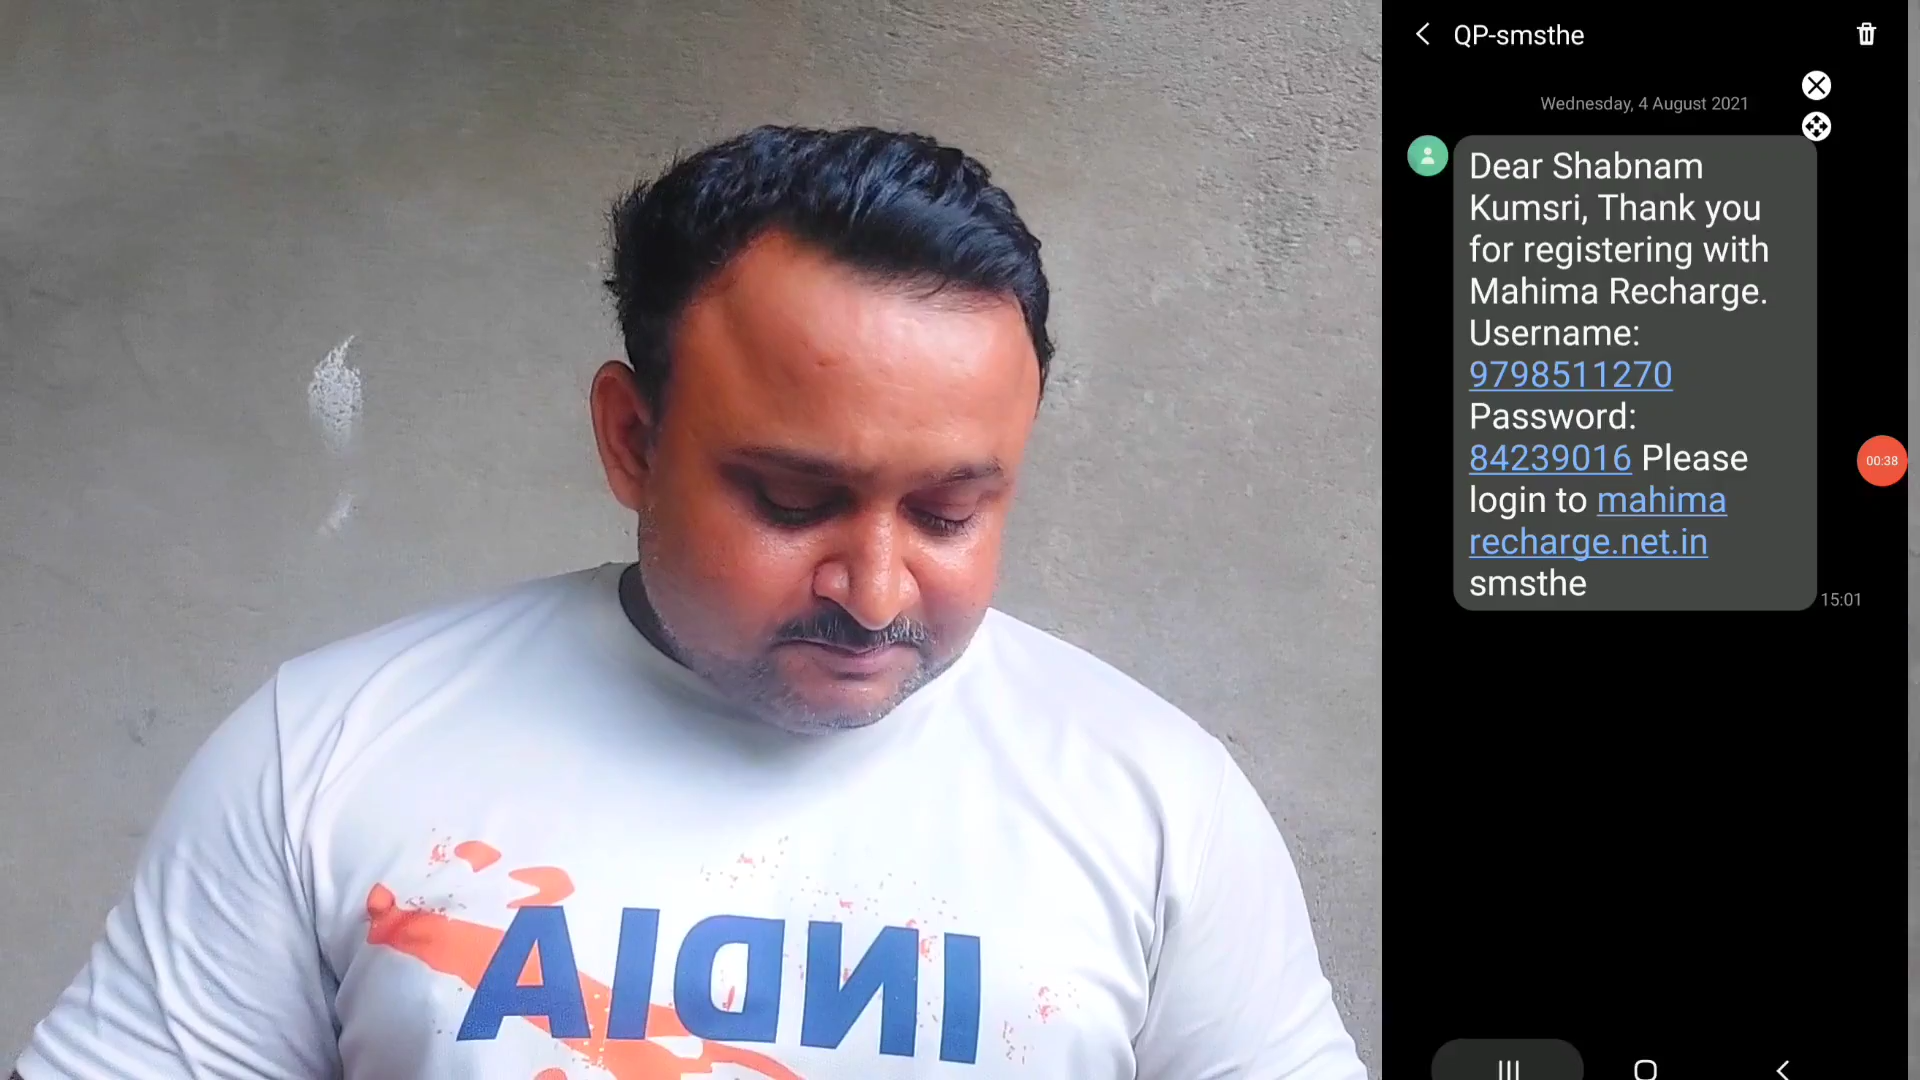 QP-smsthe
Wednesday, 4 August 2021
Dear Shabnam
Kumsri, Thank you
for registering with
Mahima Recharge.
Username:
9798511270
Password:
84239016 Please
login to mahima
recharge.net.in
smsthe
15:01
00:38
INDIA